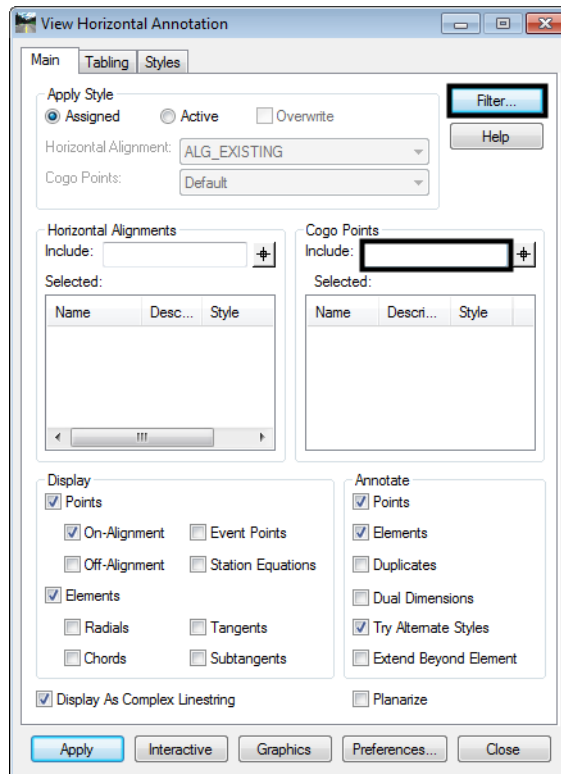 View Horizontal Annotation
Main Tabling Styles
Apply Style
Assigned Active Overwrite
Filter...
Help
Horizontal Alignment: ALG_EXISTING
Cogo Points: Default
Horizontal Alignments
Include:
Selected:
Name Desc... Style
Cogo Points
Include:
Selected:
Name Descri... Style
Display
Points
On-Alignment Event Points
Off-Alignment Station Equations
Elements
Radials Tangents
Chords Subtangents
Annotate
Points
Elements
Duplicates
Dual Dimensions
Try Alternate Styles
Extend Beyond Element
Display As Complex Linestring Planarize
Apply Interactive Graphics Preferences... Close